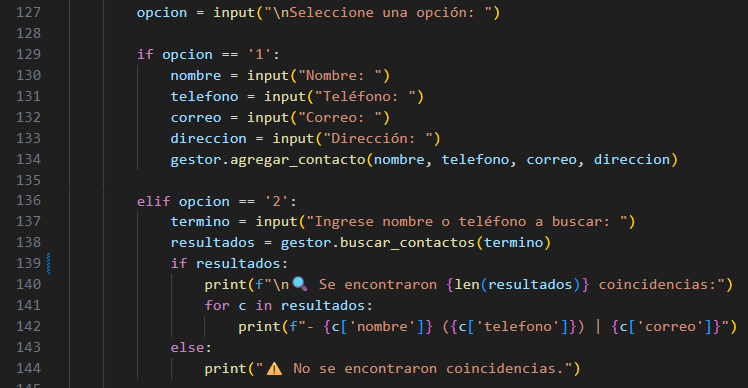 127 opcion = input("\nSeleccione una opción: ")
128
129 if opcion == '1':
130 nombre = input("Nombre: ")
131 telefono = input("Teléfono: ")
132 correo = input("Correo: ")
133 direccion = input("Dirección: ")
134 gestor.agregar_contacto(nombre, telefono, correo, direccion)
135
136 elif opcion == '2':
137 termino = input("Ingrese nombre o teléfono a buscar: ")
138 resultados = gestor.buscar_contactos(termino)
139 if resultados:
140 print(f"\n🔍 Se encontraron {len(resultados)} coincidencias:")
141 for c in resultados:
142 print(f"- {c['nombre']} ({c['telefono']}) | {c['correo']}")
143 else:
144 print("⚠️ No se encontraron coincidencias.")